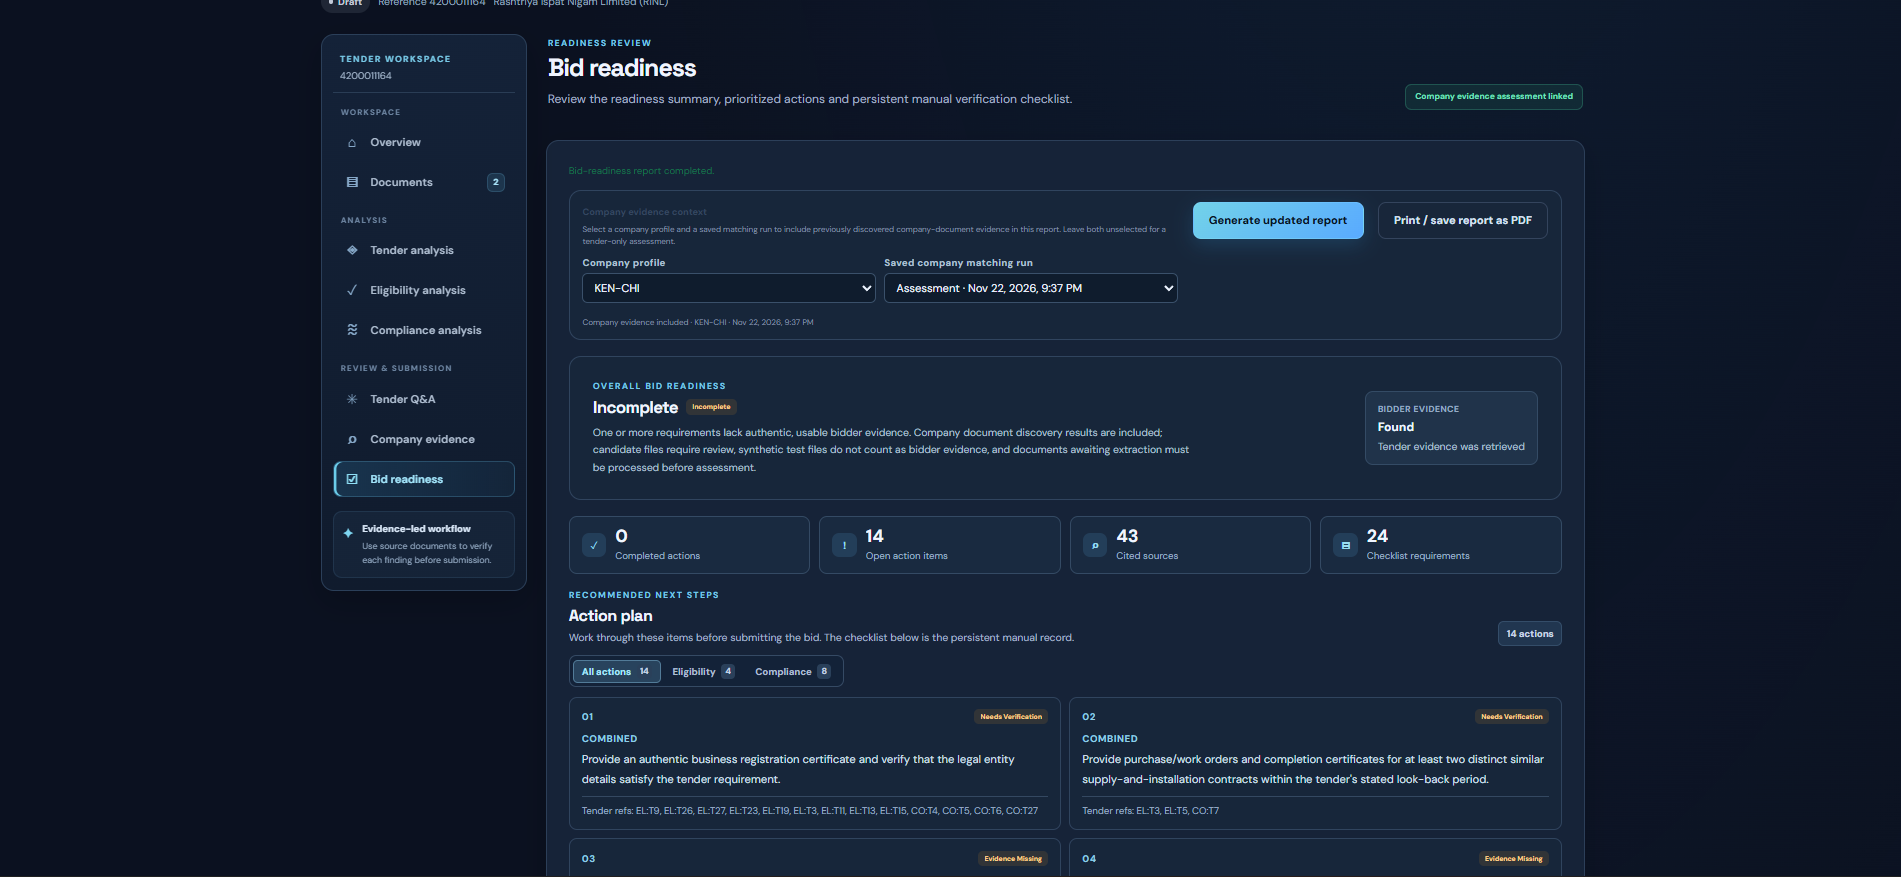 Draft Reference 4200011164 Rashtriya Ispat Nigam Limited (RINL)
TENDER WORKSPACE
4200011164
WORKSPACE
Overview
Documents 2
ANALYSIS
Tender analysis
Eligibility analysis
Compliance analysis
REVIEW & SUBMISSION
Tender Q&A
Company evidence
Bid readiness
Evidence-led workflow
Use source documents to verify
each finding before submission.
READINESS REVIEW
Bid readiness
Review the readiness summary, prioritized actions and persistent manual verification checklist.
Company evidence assessment linked
Bid-readiness report completed.
Company evidence context
Select a company profile and a saved matching run to include previously discovered company-document evidence in this report. Leave both unselected for a
tender-only assessment.
Generate updated report
Print / save report as PDF
Company profile
KEN-CHI
Saved company matching run
Assessment · Nov 22, 2026, 9:37 PM
Company evidence included · KEN-CHI · Nov 22, 2026, 9:37 PM
OVERALL BID READINESS
Incomplete Incomplete
One or more requirements lack authentic, usable bidder evidence. Company document discovery results are included;
candidate files require review, synthetic test files do not count as bidder evidence, and documents awaiting extraction must
be processed before assessment.
BIDDER EVIDENCE
Found
Tender evidence was retrieved
0
Completed actions
14
Open action items
43
Cited sources
24
Checklist requirements
RECOMMENDED NEXT STEPS
Action plan
Work through these items before submitting the bid. The checklist below is the persistent manual record.
14 actions
All actions 14 Eligibility 4 Compliance 8
01 Needs Verification
COMBINED
Provide an authentic business registration certificate and verify that the legal entity
details satisfy the tender requirement.
Tender refs: EL:T9, EL:T26, EL:T27, EL:T23, EL:T19, EL:T3, EL:T11, EL:T13, EL:T15, CO:T4, CO:T5, CO:T6, CO:T27
02 Needs Verification
COMBINED
Provide purchase/work orders and completion certificates for at least two distinct similar
supply-and-installation contracts within the tender's stated look-back period.
Tender refs: EL:T3, EL:T5, CO:T7
03 Evidence Missing
04 Evidence Missing